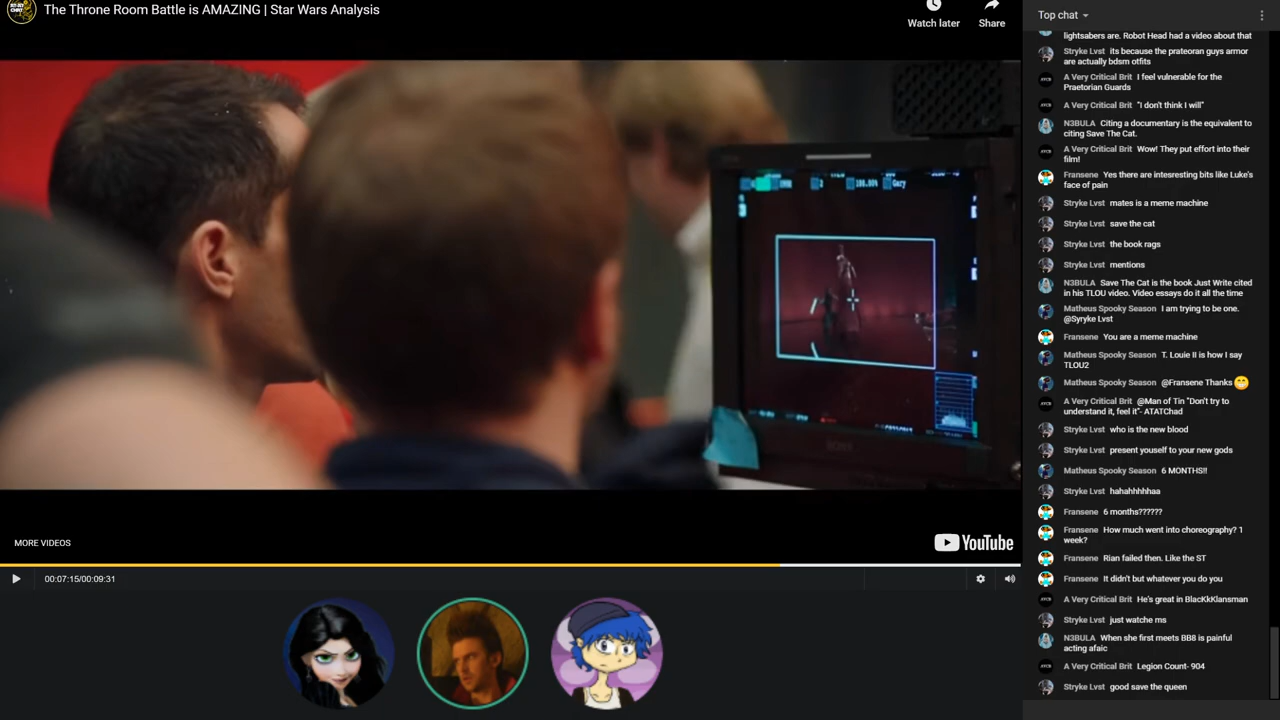 The Throne Room Battle is AMAZING | Star Wars Analysis
Watch later
Share
MORE VIDEOS
YouTube
00:07:15/00:09:31
Top chat
lightsabers are. Robot Head had a video about that
Stryke Lvst its because the prateoran guys armor
are actually bdsm otfits
A Very Critical Brit I feel vulnerable for the
Praetorian Guards
A Very Critical Brit "I don't think I will"
N3BULA Citing a documentary is the equivalent to
citing Save The Cat.
A Very Critical Brit Wow! They put effort into their
film!
Fransene Yes there are intesresting bits like Luke's
face of pain
Stryke Lvst mates is a meme machine
Stryke Lvst save the cat
Stryke Lvst the book rags
Stryke Lvst mentions
N3BULA Save The Cat is the book Just Write cited
in his TLOU video. Video essays do it all the time
Matheus Spooky Season I am trying to be one.
@Syryke Lvst
Fransene You are a meme machine
Matheus Spooky Season T. Louie II is how I say
TLOU2
Matheus Spooky Season @Fransene Thanks
A Very Critical Brit @Man of Tin "Don't try to
understand it, feel it"- ATATChad
Stryke Lvst who is the new blood
Stryke Lvst present youself to your new gods
Matheus Spooky Season 6 MONTHS!!
Stryke Lvst hahahhhhhaa
Fransene 6 months??????
Fransene How much went into choreography? 1
week?
Fransene Rian failed then. Like the ST
Fransene It didn't but whatever you do you
A Very Critical Brit He's great in BlacKkKlansman
Stryke Lvst just watche ms
N3BULA When she first meets BB8 is painful
acting afaic
A Very Critical Brit Legion Count- 904
Stryke Lvst good save the queen